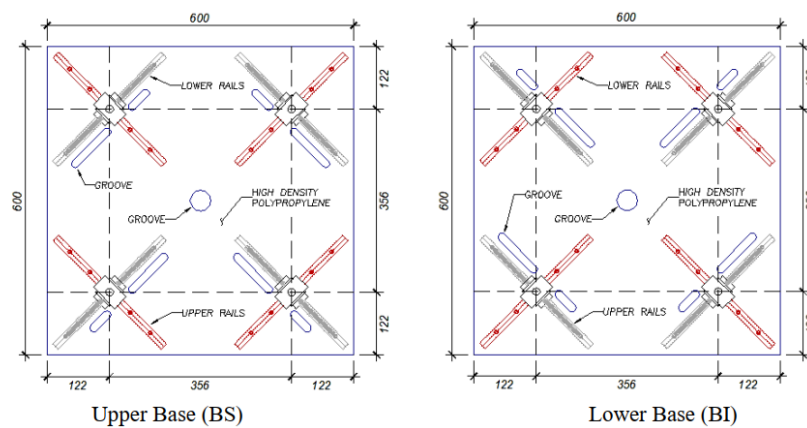 600
600
122
122
LOWER RAILS
LOWER RAILS
GROOVE
GROOVE
HIGH DENSITY
POLYPROPYLENE
HIGH DENSITY
POLYPROPYLENE
600
356
GROOVE
600
GROOVE
UPPER RAILS
UPPER RAILS
122
122
356
122
122
356
122
Upper Base (BS)
Lower Base (BI)